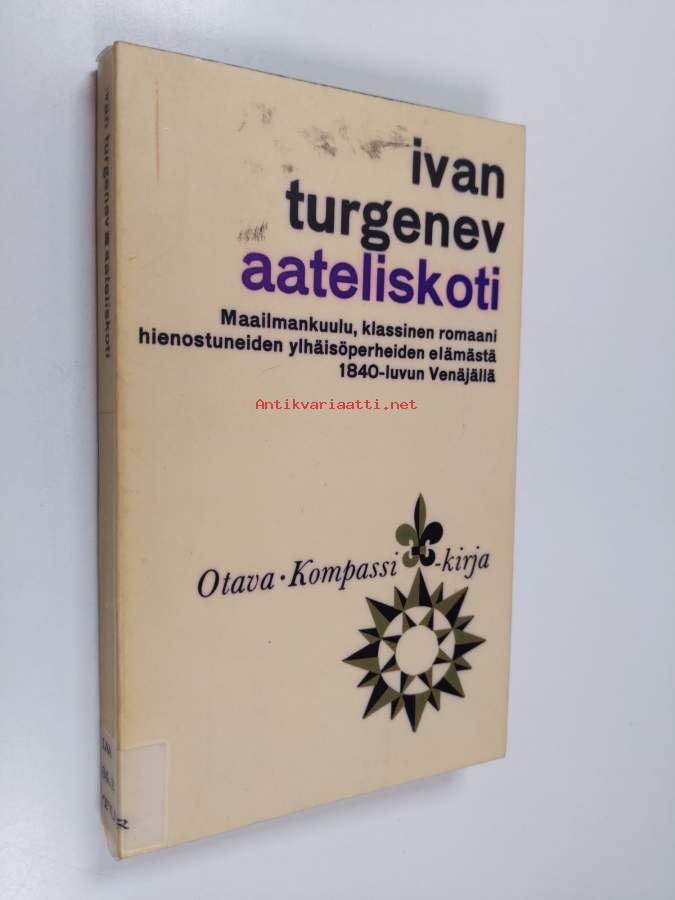 ivan
turgenev
aateliskoti
Maailmankuulu, klassinen romaani
hienostuneiden ylhäisöperheiden elämästä
1840-luvun Venäjällä
Antikvariaatti.net
Otava • Kompassi -kirja
ivan turgenev aateliskoti